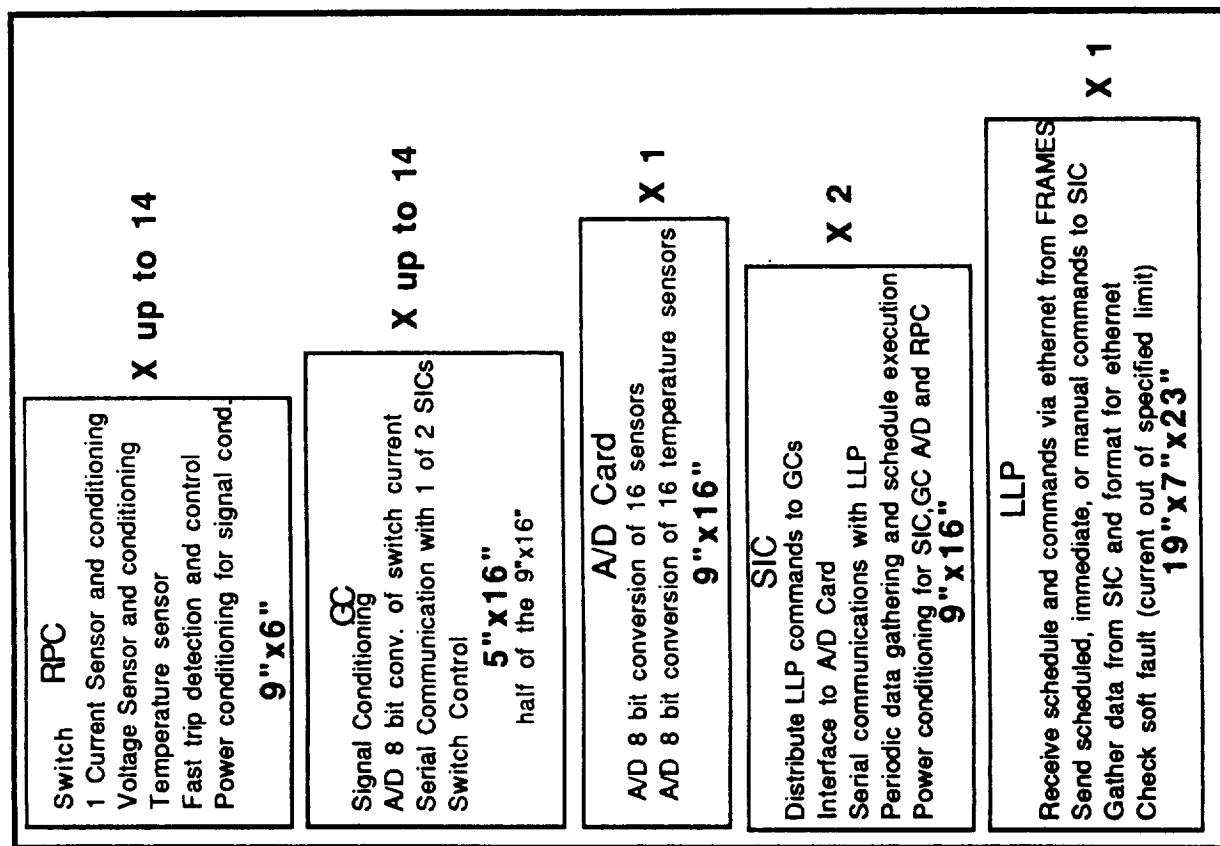 RPC
Switch
1 Current Sensor and conditioning
Voltage Sensor and conditioning
Temperature sensor
Fast trip detection and control
Power conditioning for signal cond.
9"x6"
X up to 14
GC
Signal Conditioning
A/D 8 bit conv. of switch current
Serial Communication with 1 of 2 SICs
Switch Control
5"x16"
half of the 9"x16"
X up to 14
A/D Card
A/D 8 bit conversion of 16 sensors
A/D 8 bit conversion of 16 temperature sensors
9"x16"
X 1
SIC
Distribute LLP commands to GCs
Interface to A/D Card
Serial communications with LLP
Periodic data gathering and schedule execution
Power conditioning for SIC,GC A/D and RPC
9"x16"
X 2
LLP
Receive schedule and commands via ethernet from FRAMES
Send scheduled, immediate, or manual commands to SIC
Gather data from SIC and format for ethernet
Check soft fault (current out of specified limit)
19"x7"x23"
X 1